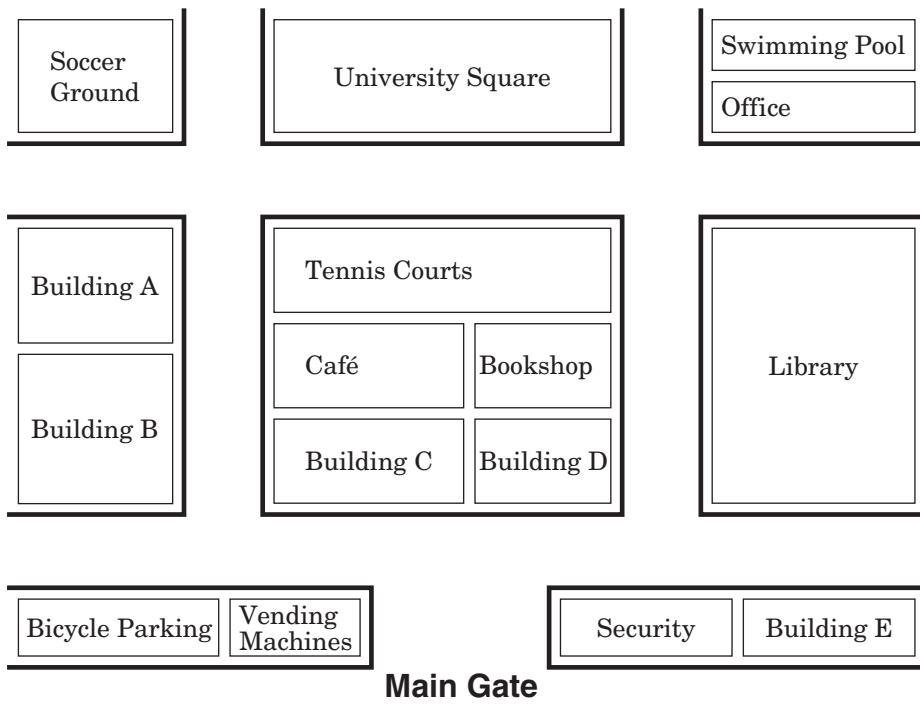 Soccer
Ground
University Square
Swimming Pool
Office
Building A
Building B
Tennis Courts
Café
Bookshop
Building C
Building D
Library
Bicycle Parking
Vending
Machines
Security
Building E
Main Gate